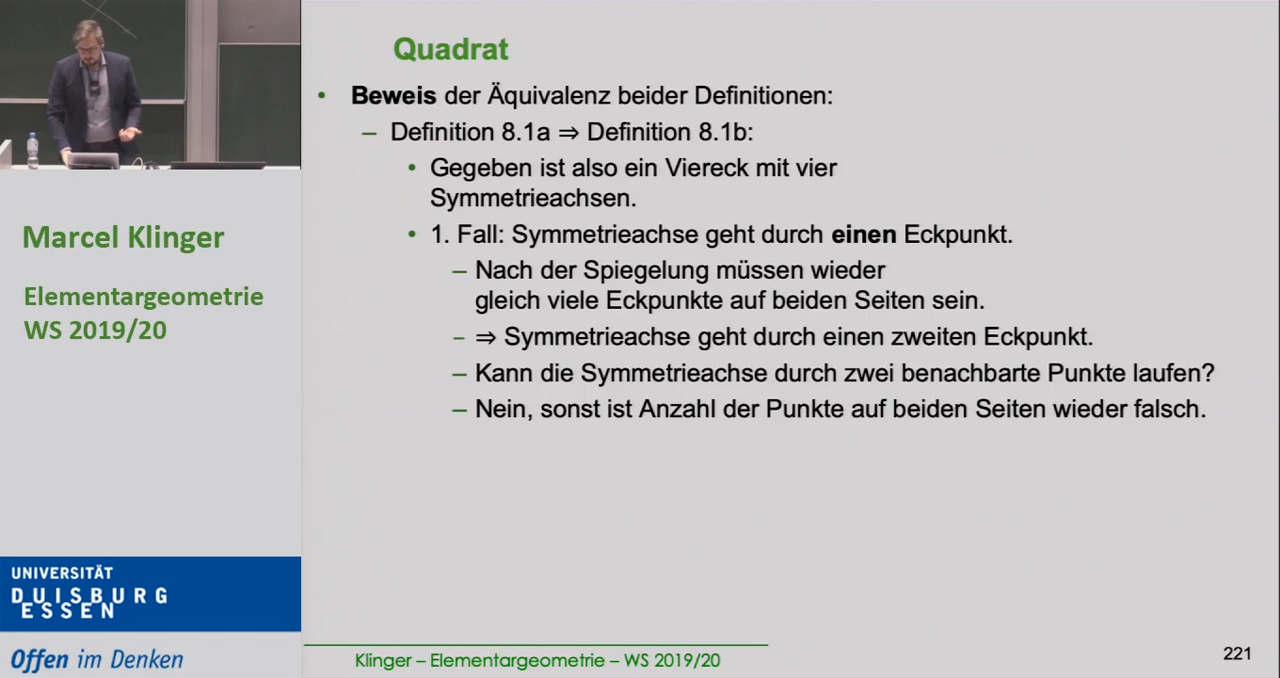 Quadrat
• Beweis der Äquivalenz beider Definitionen:
– Definition 8.1a ⇒ Definition 8.1b:
• Gegeben ist also ein Viereck mit vier
Symmetrieachsen.
• 1. Fall: Symmetrieachse geht durch einen Eckpunkt.
– Nach der Spiegelung müssen wieder
gleich viele Eckpunkte auf beiden Seiten sein.
– ⇒ Symmetrieachse geht durch einen zweiten Eckpunkt.
– Kann die Symmetrieachse durch zwei benachbarte Punkte laufen?
– Nein, sonst ist Anzahl der Punkte auf beiden Seiten wieder falsch.
Marcel Klinger
Elementargeometrie
WS 2019/20
UNIVERSITÄT
DUISBURG
ESSEN
Offen im Denken
Klinger – Elementargeometrie – WS 2019/20
221